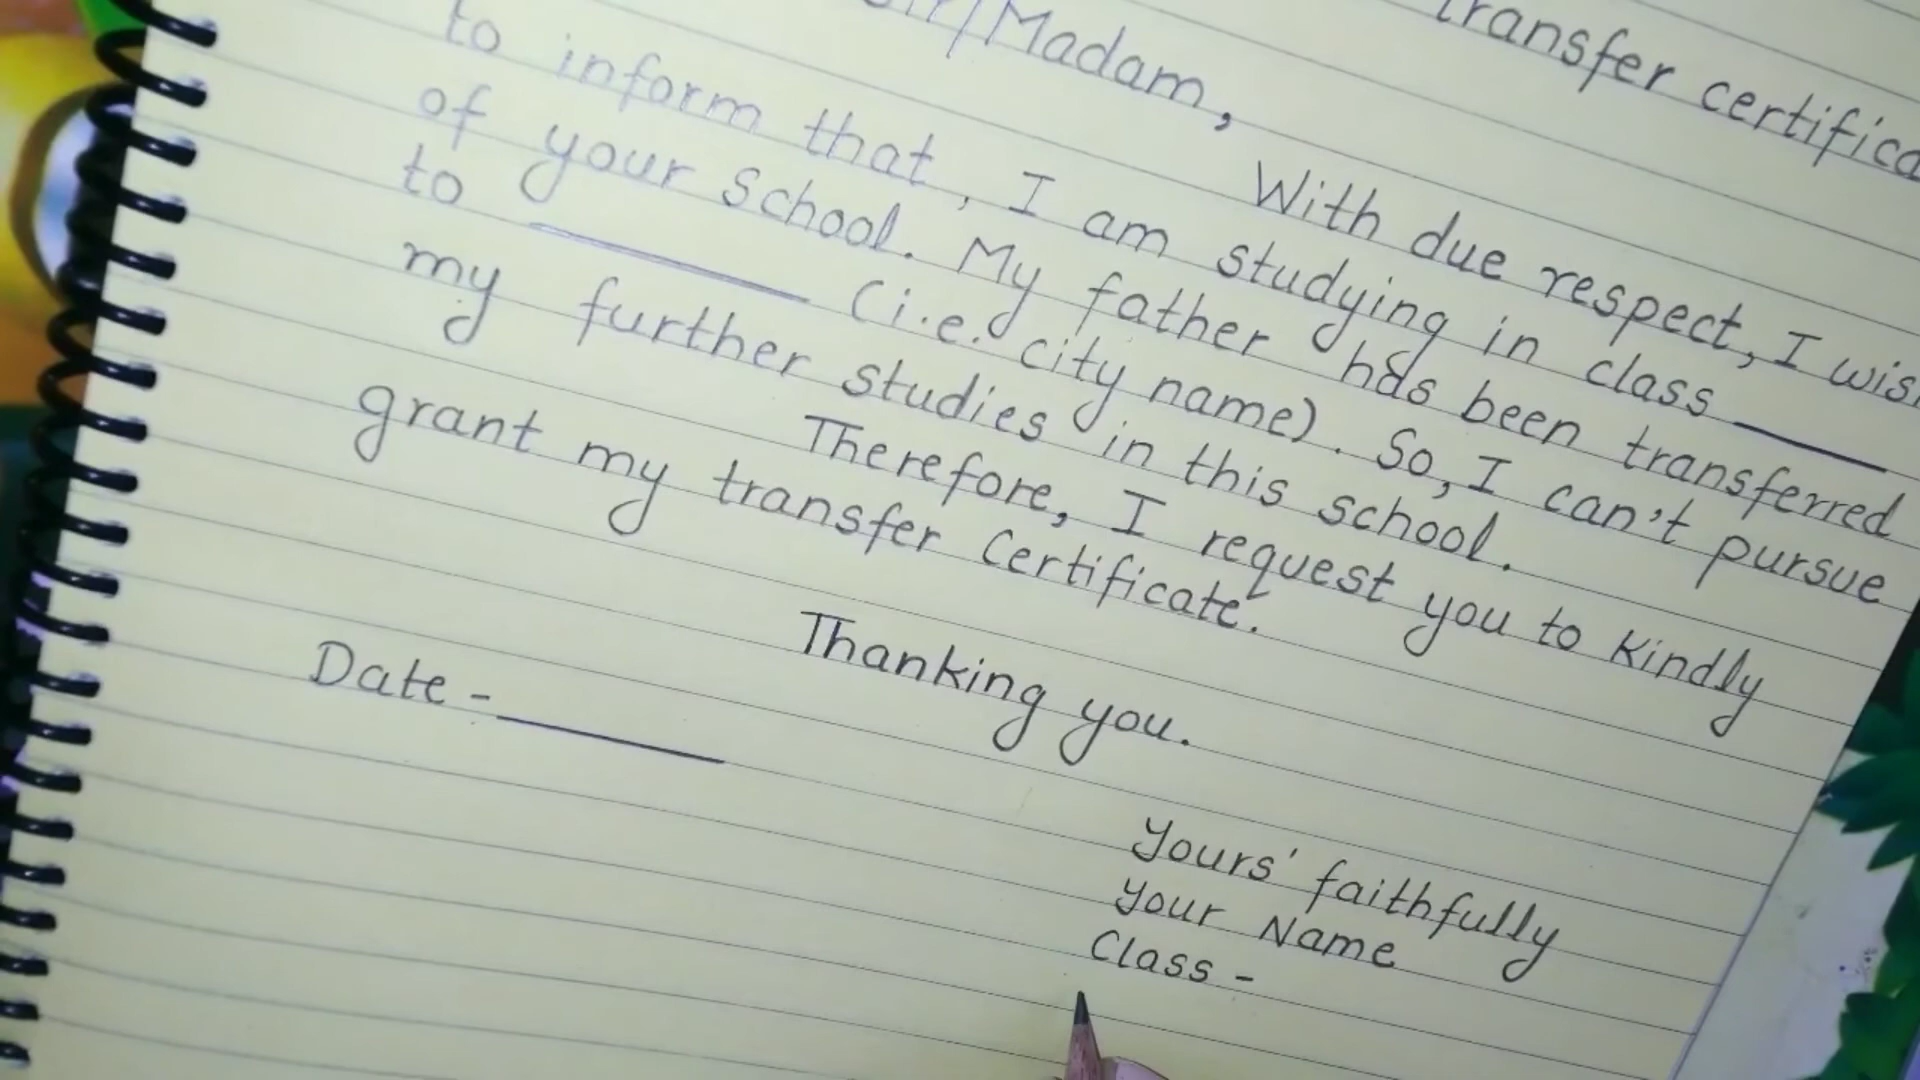 transfer
Madam,
With due respect, I
to inform that, I am studying in class
of your School. My father has been transferred
to (i.e. city name). So, I can't pursue
my further studies in this school.
Therefore, I request you to kindly
grant my transfer Certificate.
Thanking you.
Date -
Yours' faithfully
Your Name
Class -